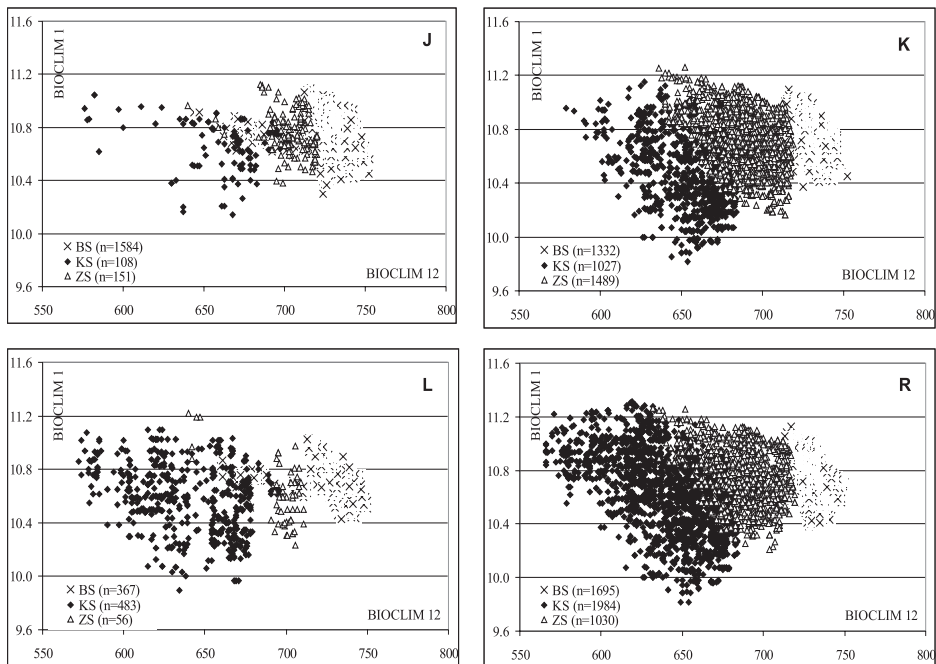 11.6
J
BIOCLIM 1
11.2
10.8
10.4
10.0
× BS (n=1584)
◆ KS (n=108)
△ ZS (n=151)
BIOCLIM 12
9.6
550 600 650 700 750 800
11.6
K
BIOCLIM 1
11.2
10.8
10.4
10.0
× BS (n=1332)
◆ KS (n=1027)
△ ZS (n=1489)
BIOCLIM 12
9.6
550 600 650 700 750 800
11.6
L
BIOCLIM 1
11.2
10.8
10.4
10.0
× BS (n=367)
◆ KS (n=483)
△ ZS (n=56)
BIOCLIM 12
9.6
550 600 650 700 750 800
11.6
R
BIOCLIM 1
11.2
10.8
10.4
10.0
× BS (n=1695)
◆ KS (n=1984)
△ ZS (n=1030)
BIOCLIM 12
9.6
550 600 650 700 750 800